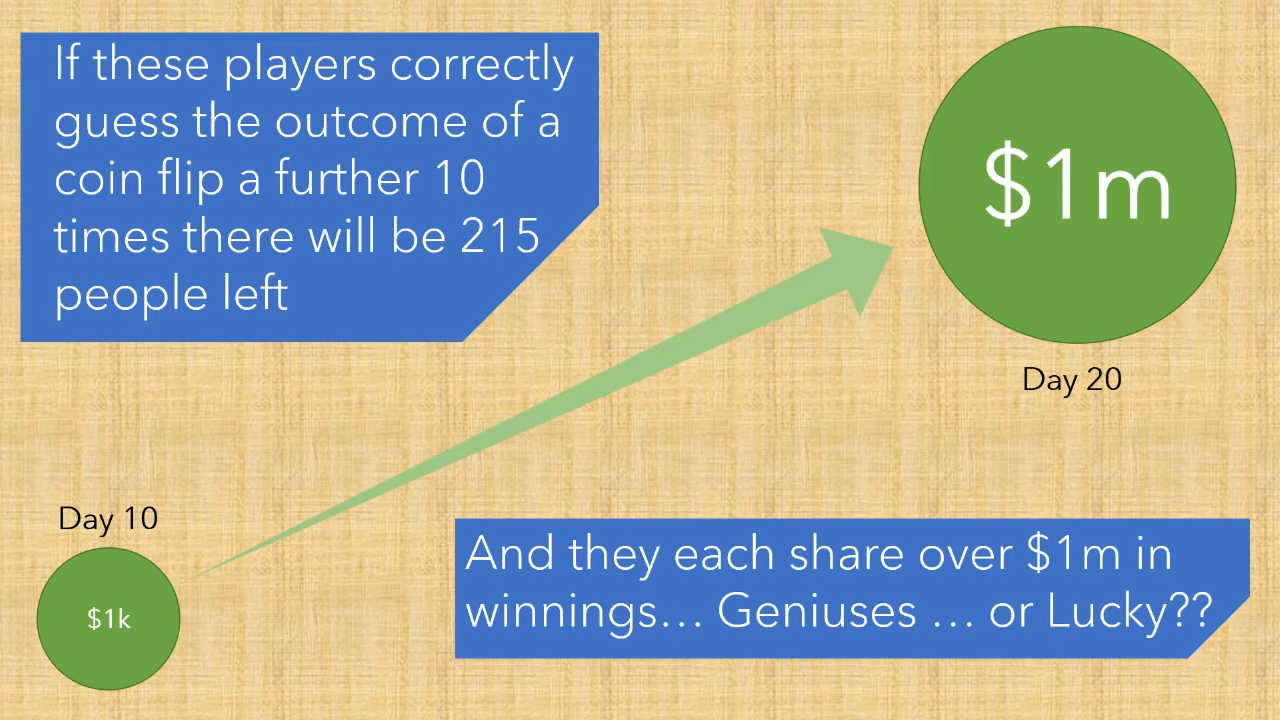 If these players correctly
guess the outcome of a
coin flip a further 10
times there will be 215
people left
$1m
Day 20
Day 10
$1k
And they each share over $1m in
winnings… Geniuses … or Lucky??